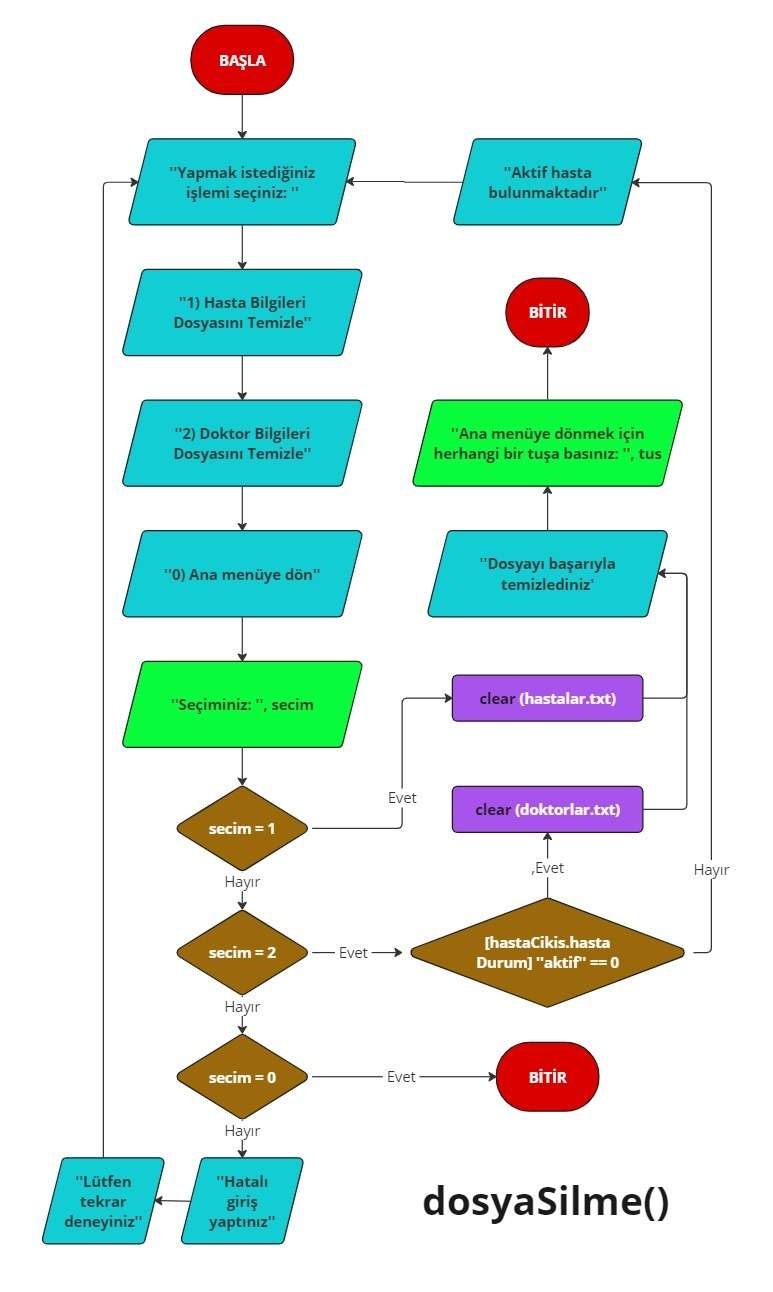 BAŞLA
''Yapmak istediğiniz
işlemi seçiniz: ''
''Aktif hasta
bulunmaktadır''
''1) Hasta Bilgileri
Dosyasını Temizle''
BİTİR
''2) Doktor Bilgileri
Dosyasını Temizle''
''Ana menüye dönmek için
herhangi bir tuşa basınız: '', tus
''0) Ana menüye dön''
''Dosyayı başarıyla
temizlediniz'
''Seçiminiz: '', secim
clear (hastalar.txt)
Evet
secim = 1
clear (doktorlar.txt)
Hayır
,Evet
Hayır
secim = 2
Evet
[hastaCikis.hasta
Durum] ''aktif'' == 0
Hayır
secim = 0
Evet
BİTİR
Hayır
''Lütfen
tekrar
deneyiniz''
''Hatalı
giriş
yaptınız''
dosyaSilme()